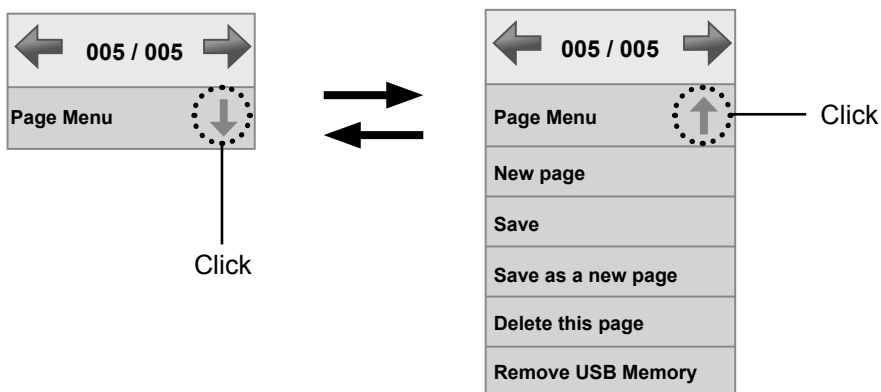 005 / 005
Page Menu
Click
005 / 005
Page Menu
Click
New page
Save
Save as a new page
Delete this page
Remove USB Memory